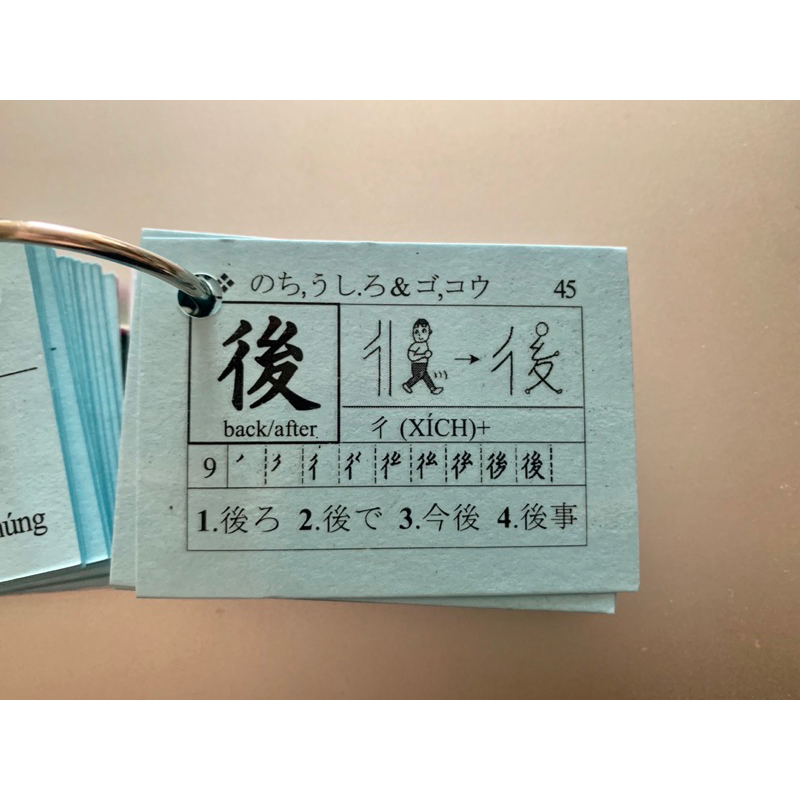 ❖ のち,うし.ろ&ゴ,コウ 45
後
back/after
彳 (XÍCH)+
9
1.後ろ 2.後で 3.今後 4.後事
húng